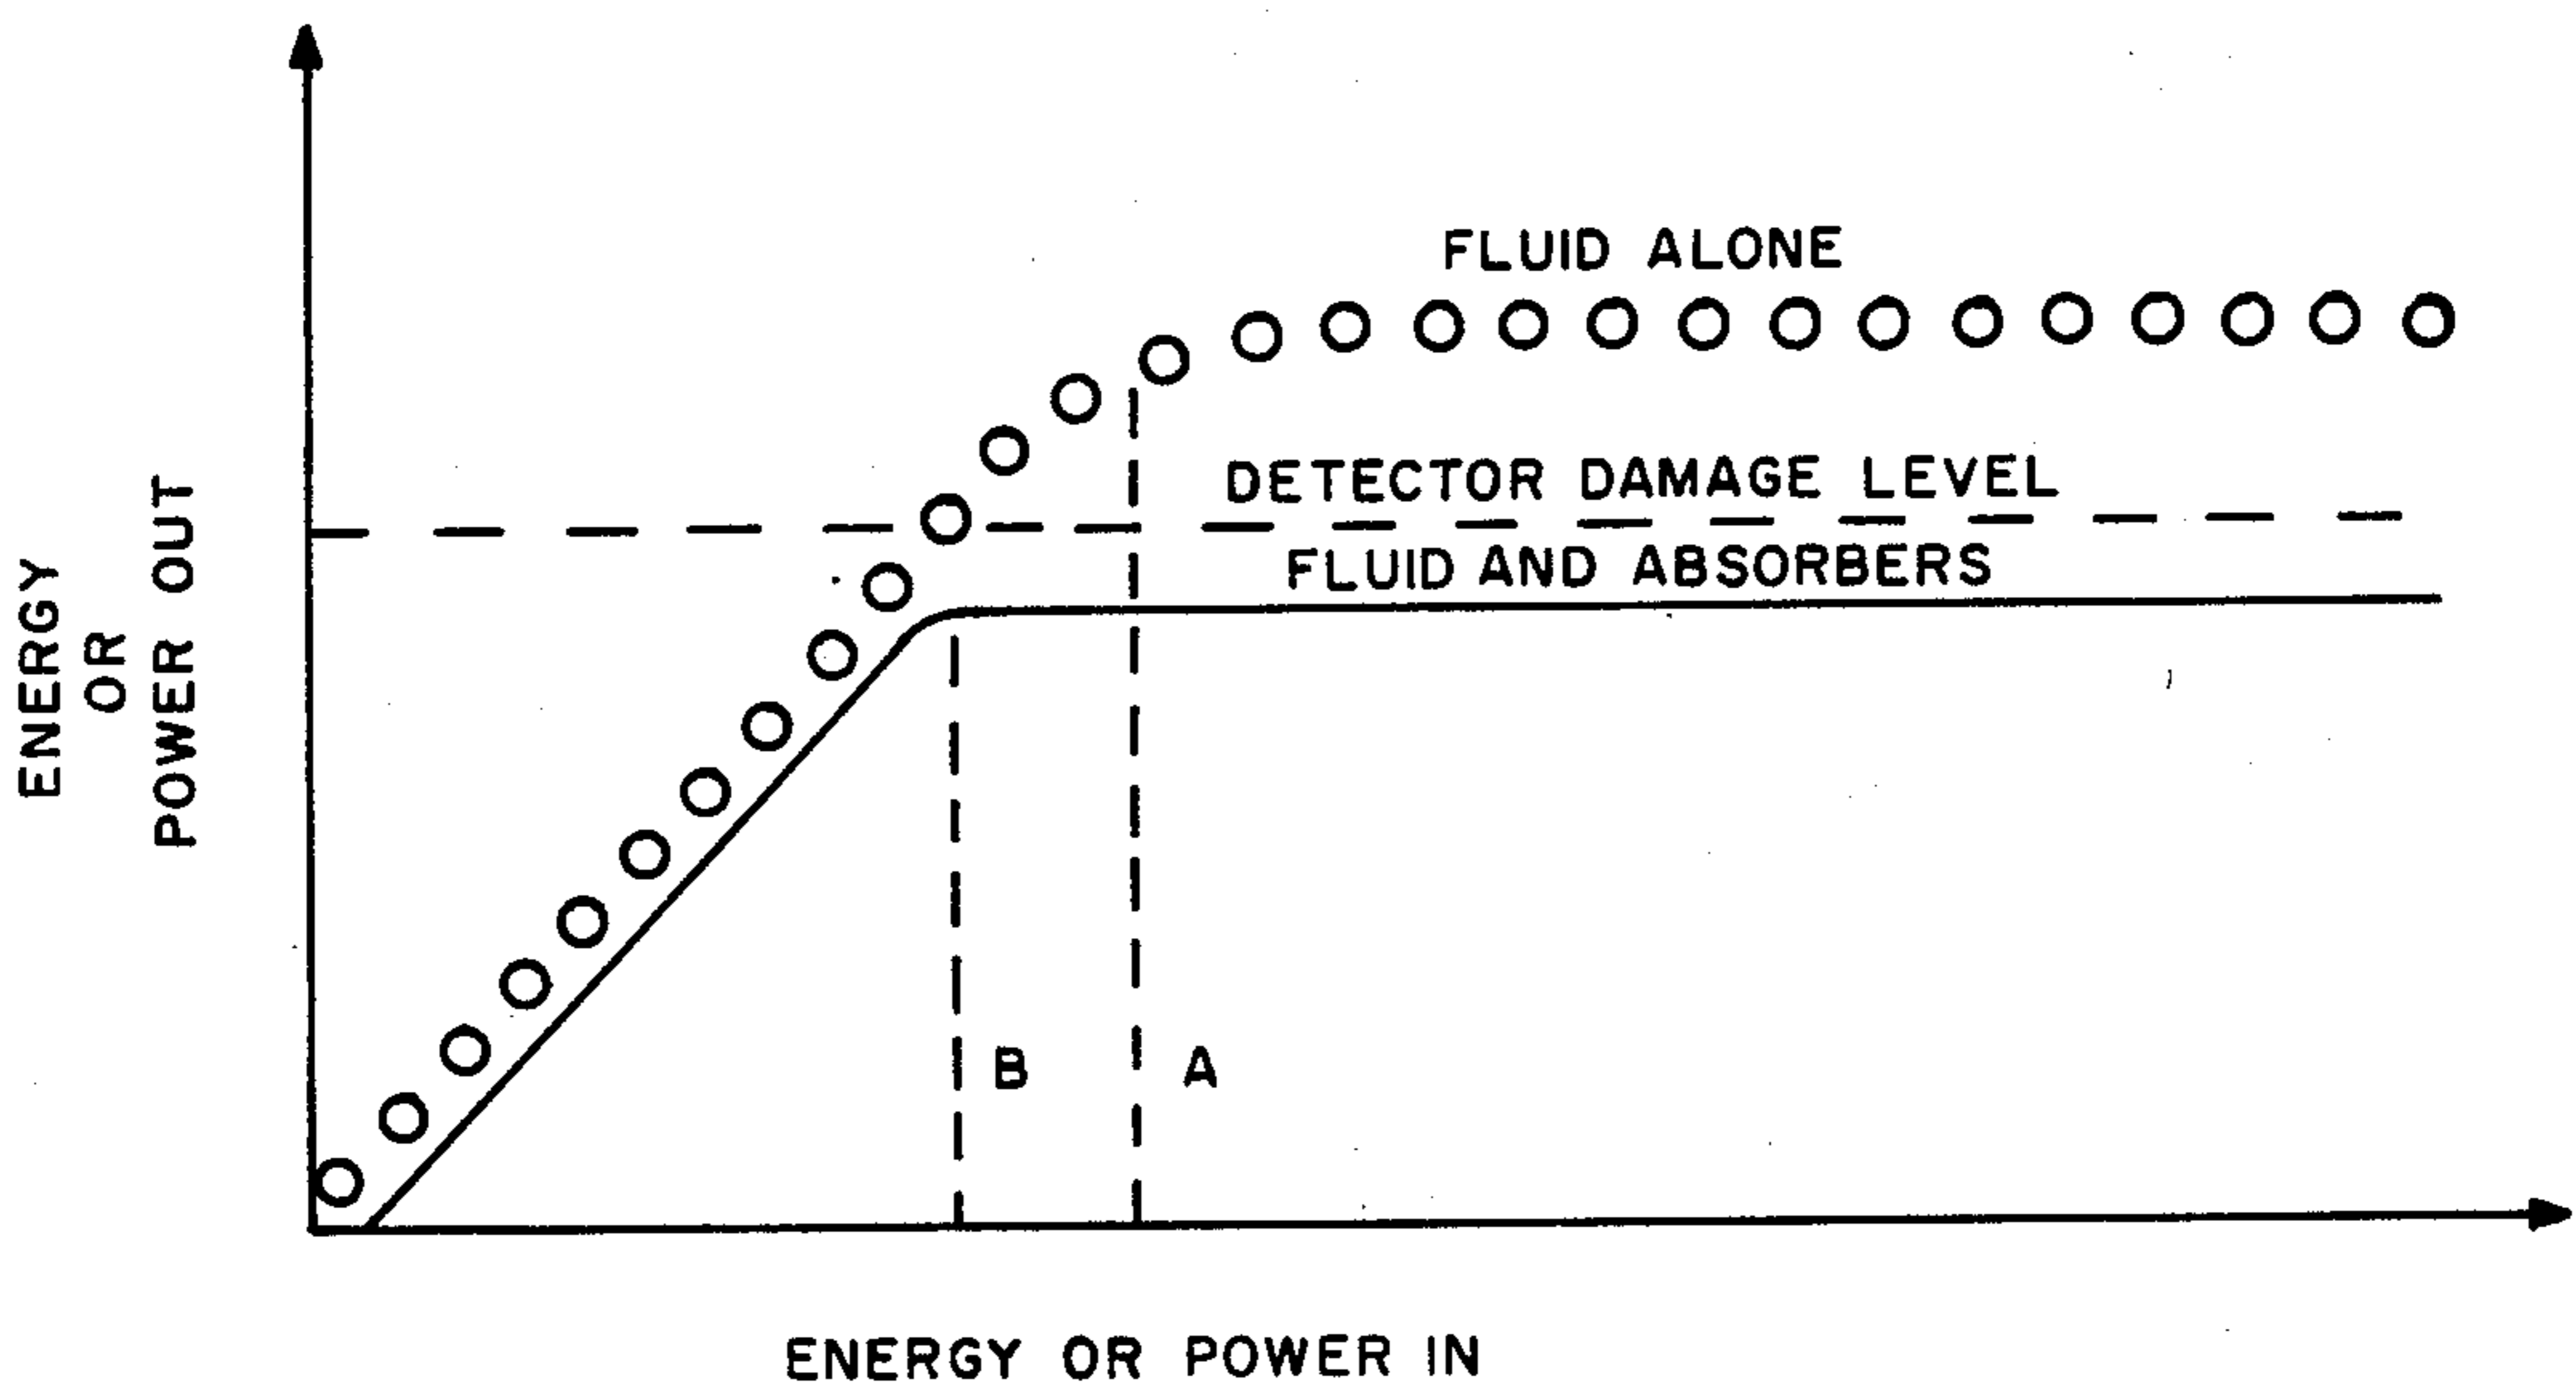 ENERGY
OR
POWER OUT
FLUID ALONE
DETECTOR DAMAGE LEVEL
FLUID AND ABSORBERS
B
A
ENERGY OR POWER IN